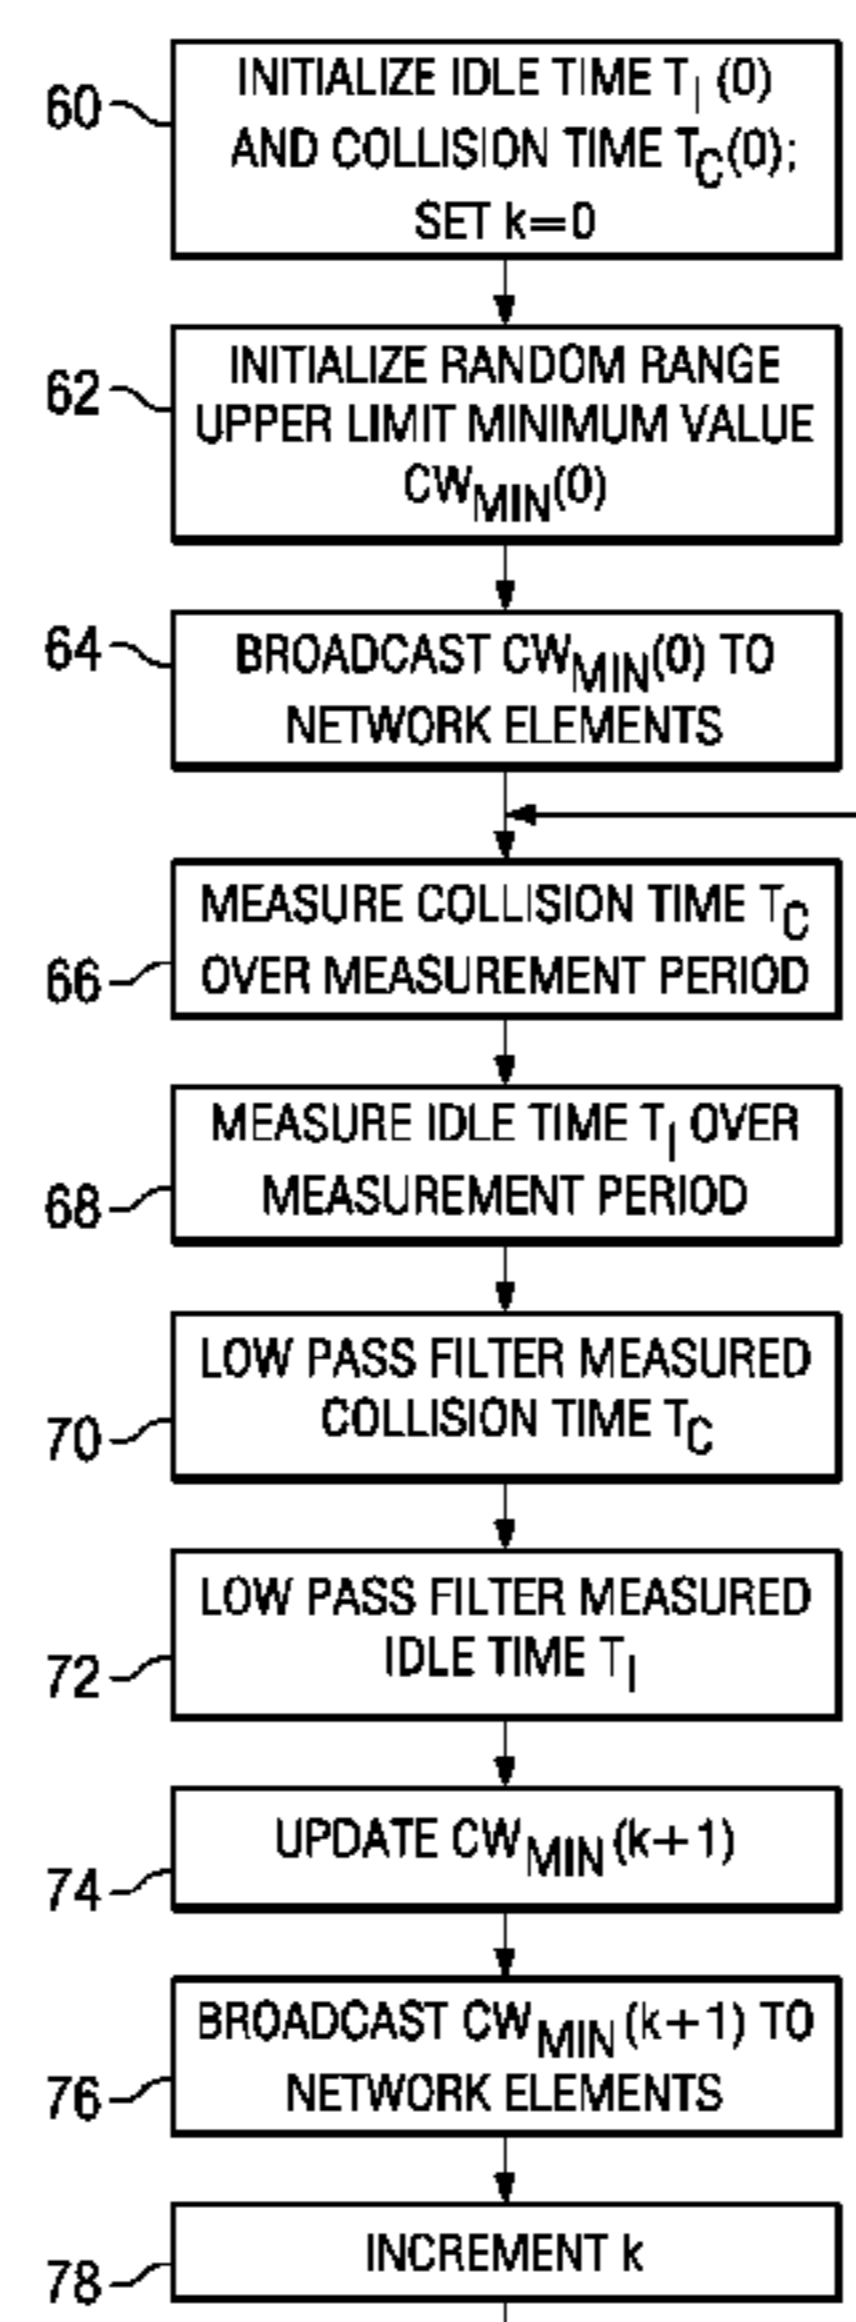 60
INITIALIZE IDLE TIME T_I (0)
AND COLLISION TIME T_C(0);
SET k=0
62
INITIALIZE RANDOM RANGE
UPPER LIMIT MINIMUM VALUE
CW_MIN(0)
64
BROADCAST CW_MIN(0) TO
NETWORK ELEMENTS
MEASURE COLLISION TIME T_C
66
OVER MEASUREMENT PERIOD
MEASURE IDLE TIME T_I OVER
68
MEASUREMENT PERIOD
LOW PASS FILTER MEASURED
70
COLLISION TIME T_C
LOW PASS FILTER MEASURED
72
IDLE TIME T_I
74
UPDATE CW_MIN(k+1)
BROADCAST CW_MIN(k+1) TO
76
NETWORK ELEMENTS
78
INCREMENT k